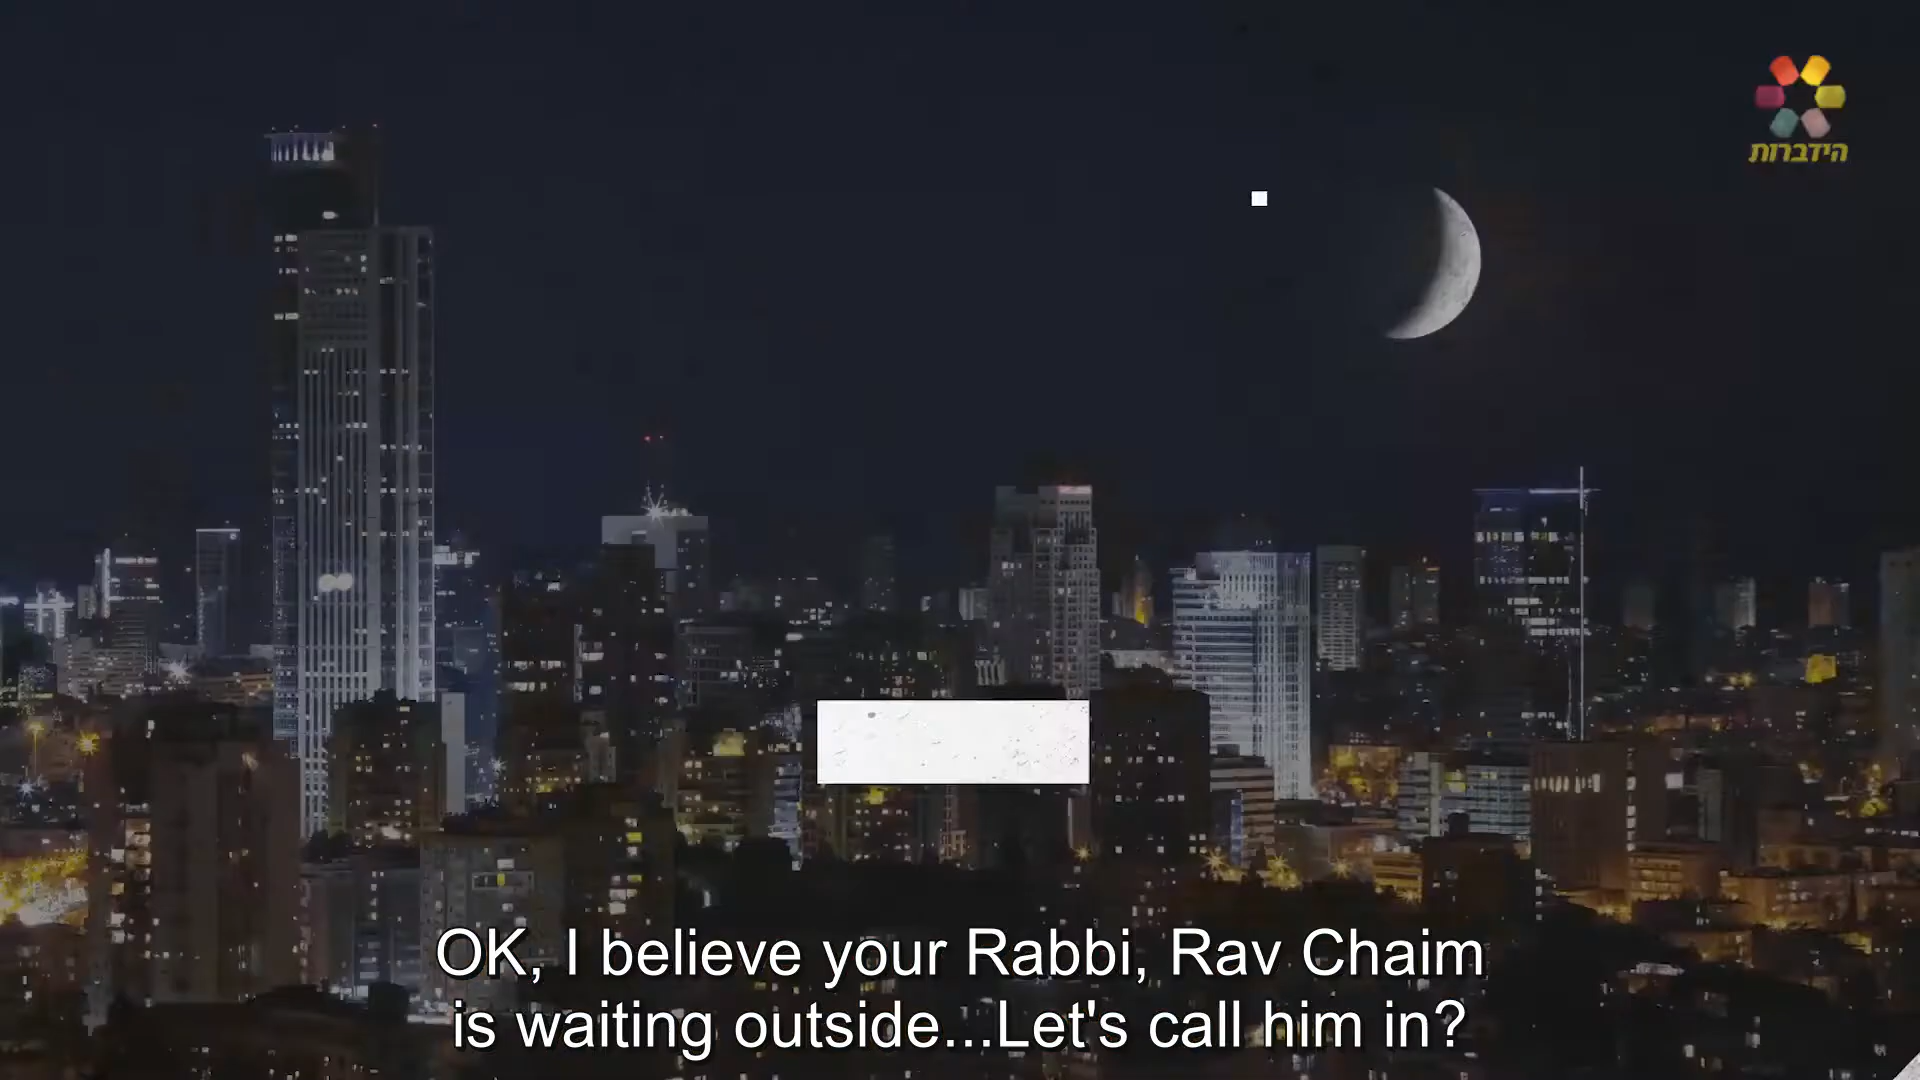 הידברות
OK, I believe your Rabbi, Rav Chaim
is waiting outside...Let's call him in?